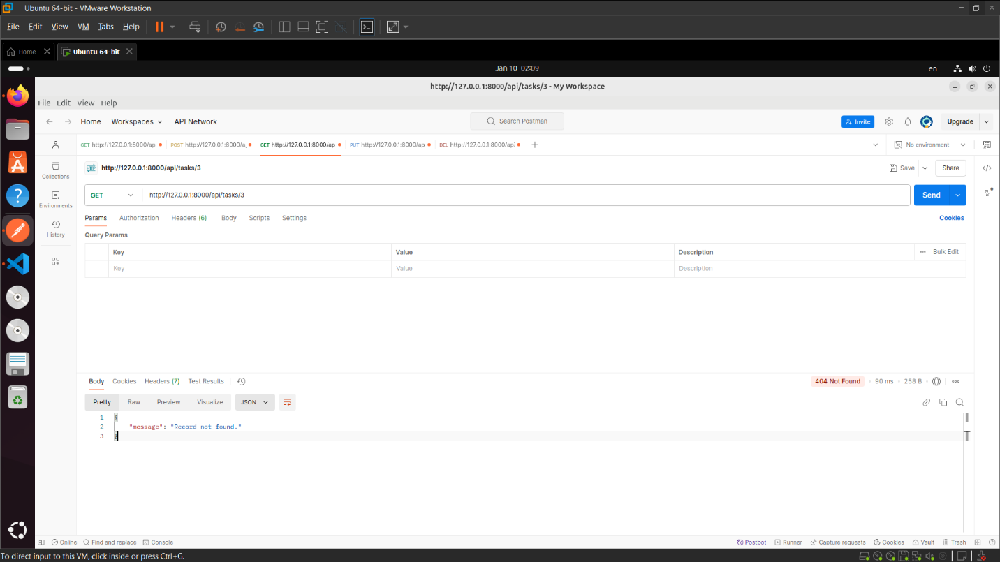 Ubuntu 64-bit - VMware Workstation
File Edit View VM Tabs Help
Home Ubuntu 64-bit
Jan 10 02:09 en
http://127.0.0.1:8000/api/tasks/3 - My Workspace
File Edit View Help
Home Workspaces API Network Search Postman Invite Upgrade
GET http://127.0.0.1:8000/api POST http://127.0.0.1:8000/a GET http://127.0.0.1:8000/ap PUT http://127.0.0.1:8000/ap DEL http://127.0.0.1:8000/api No environment
HTTP http://127.0.0.1:8000/api/tasks/3 Save Share
Collections
GET http://127.0.0.1:8000/api/tasks/3 Send
Environments
Params Authorization Headers (6) Body Scripts Settings Cookies
History
Query Params
Key Value Description Bulk Edit
Key Value Description
Body Cookies Headers (7) Test Results 404 Not Found 90 ms 258 B
Pretty Raw Preview Visualize JSON
1 {
2 "message": "Record not found."
3 }
Online Find and replace Console Postbot Runner Capture requests Cookies Vault Trash
To direct input to this VM, click inside or press Ctrl+G.